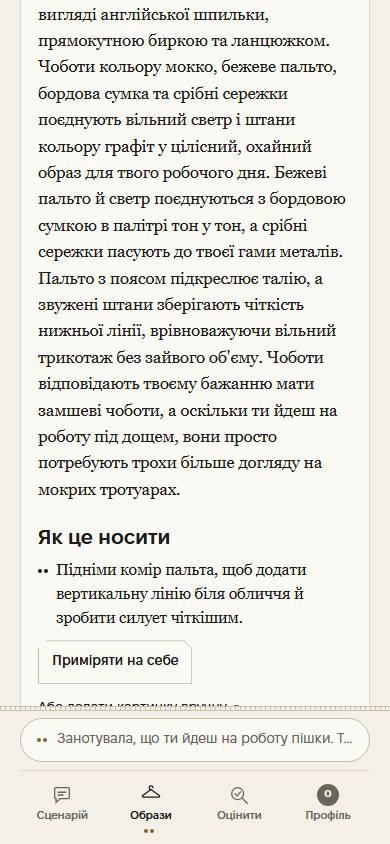 вигляді англійської шпильки,
прямокутною биркою та ланцюжком.
Чоботи кольору мокко, бежеве пальто,
бордова сумка та срібні сережки
поєднують вільний светр і штани
кольору графіт у цілісний, охайний
образ для твого робочого дня. Бежеві
пальто й светр поєднуються з бордовою
сумкою в палітрі тон у тон, а срібні
сережки пасують до твоєї гами металів.
Пальто з поясом підкреслює талію, а
звужені штани зберігають чіткість
нижньої лінії, врівноважуючи вільний
трикотаж без зайвого об'єму. Чоботи
відповідають твоєму бажанню мати
замшеві чоботи, а оскільки ти йдеш на
роботу під дощем, вони просто
потребують трохи більше догляду на
мокрих тротуарах.
Як це носити
•• Підніми комір пальта, щоб додати
вертикальну лінію біля обличчя й
зробити силует чіткішим.
Приміряти на себе
Або додати картинку вручну
•• Занотувала, що ти йдеш на роботу пішки. Т...
Сценарій
Образи
Оцінити
О
Профіль